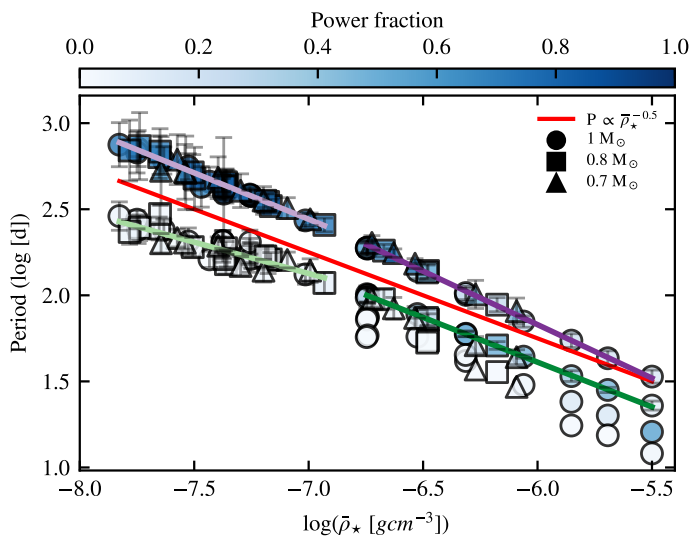 Power fraction
0.0 0.2 0.4 0.6 0.8 1.0
P ∝ ρ̄⋆^−0.5
1 M⊙
0.8 M⊙
0.7 M⊙
3.0
2.5
2.0
1.5
1.0
Period (log [d])
−8.0 −7.5 −7.0 −6.5 −6.0 −5.5
log(ρ̄⋆ [gcm⁻³])